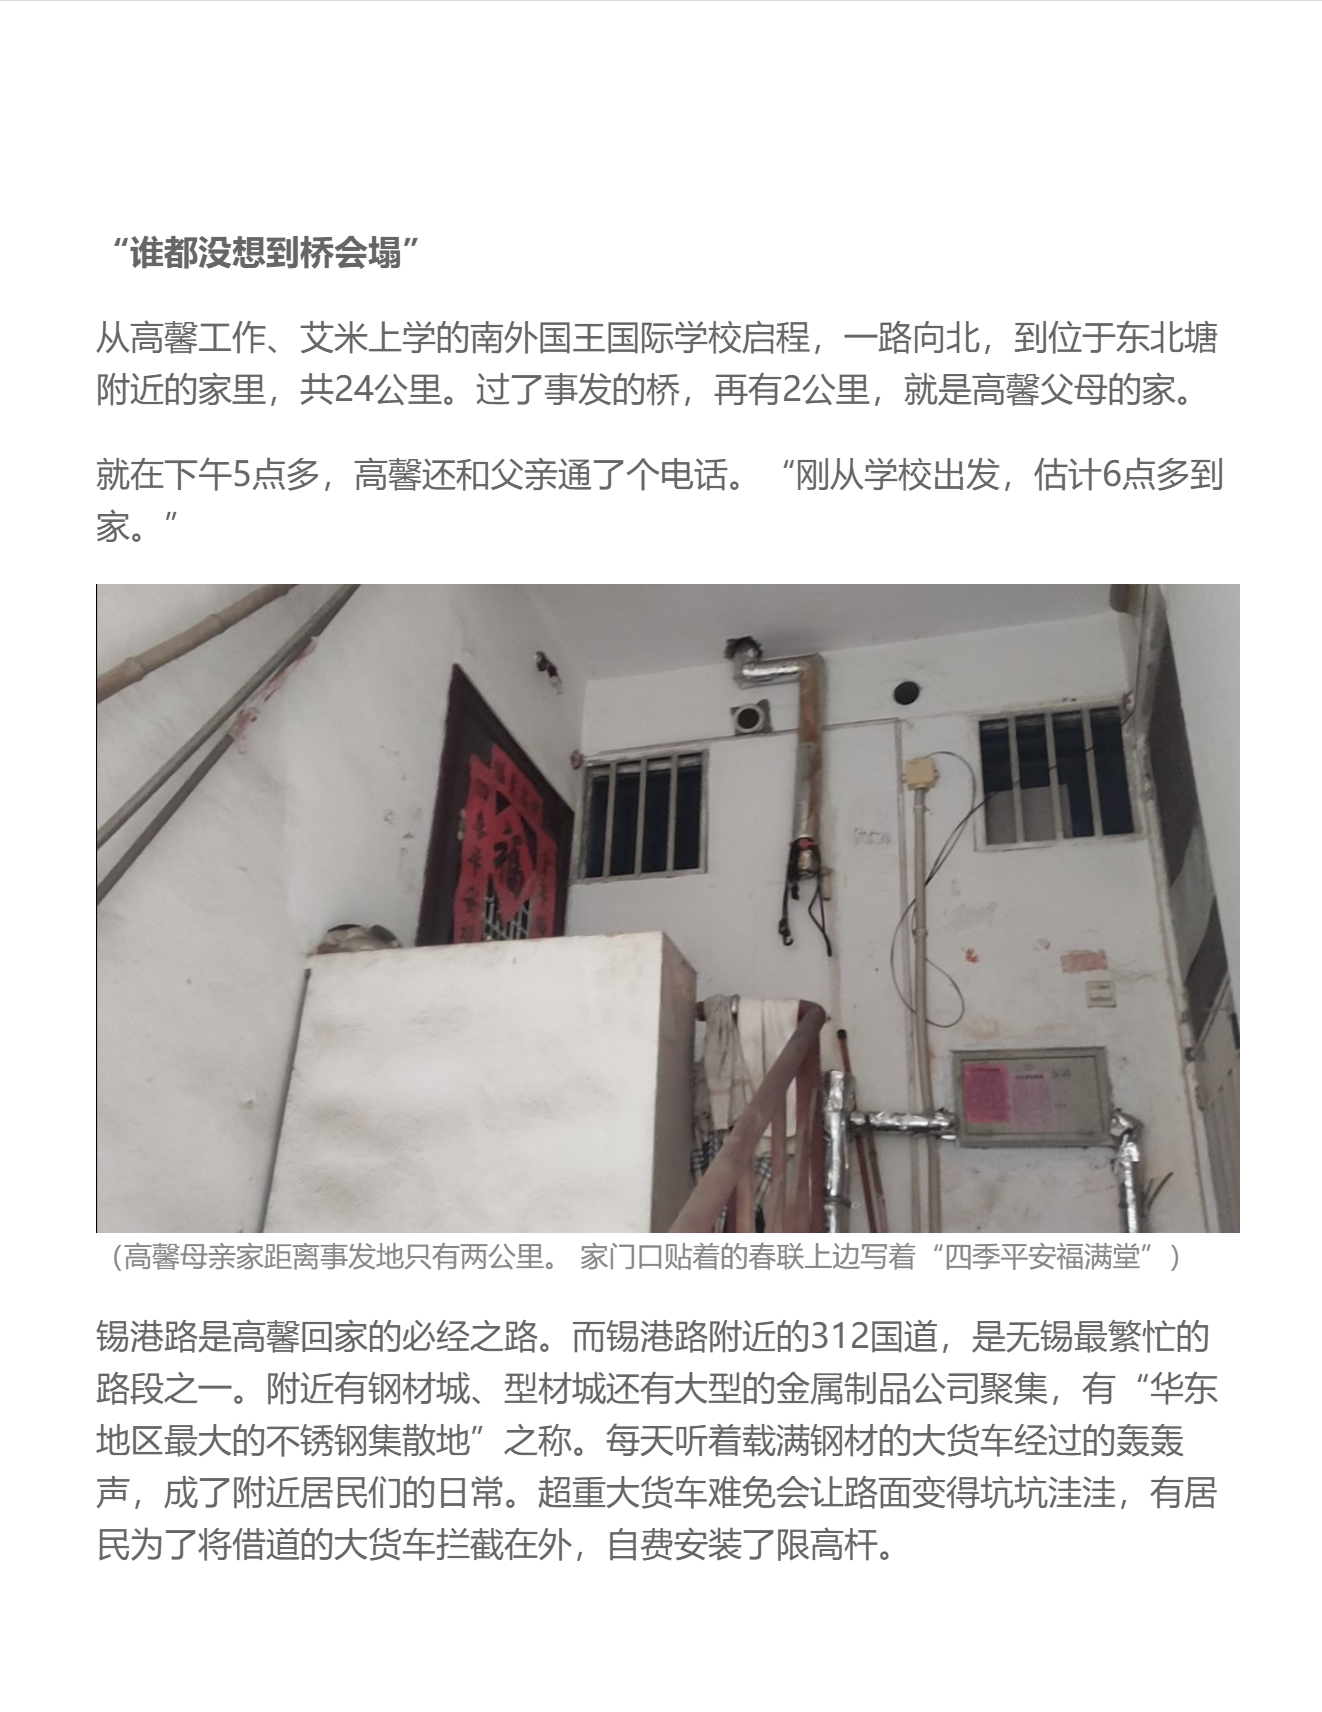 “谁都没想到桥会塌”
从高馨工作、艾米上学的南外国王国际学校启程，一路向北，到位于东北塘
附近的家里，共24公里。过了事发的桥，再有2公里，就是高馨父母的家。
就在下午5点多，高馨还和父亲通了个电话。“刚从学校出发，估计6点多到
家。”
福
（高馨母亲家距离事发地只有两公里。 家门口贴着的春联上边写着“四季平安福满堂”）
锡港路是高馨回家的必经之路。而锡港路附近的312国道，是无锡最繁忙的
路段之一。附近有钢材城、型材城还有大型的金属制品公司聚集，有“华东
地区最大的不锈钢集散地”之称。每天听着载满钢材的大货车经过的轰轰
声，成了附近居民们的日常。超重大货车难免会让路面变得坑坑洼洼，有居
民为了将借道的大货车拦截在外，自费安装了限高杆。